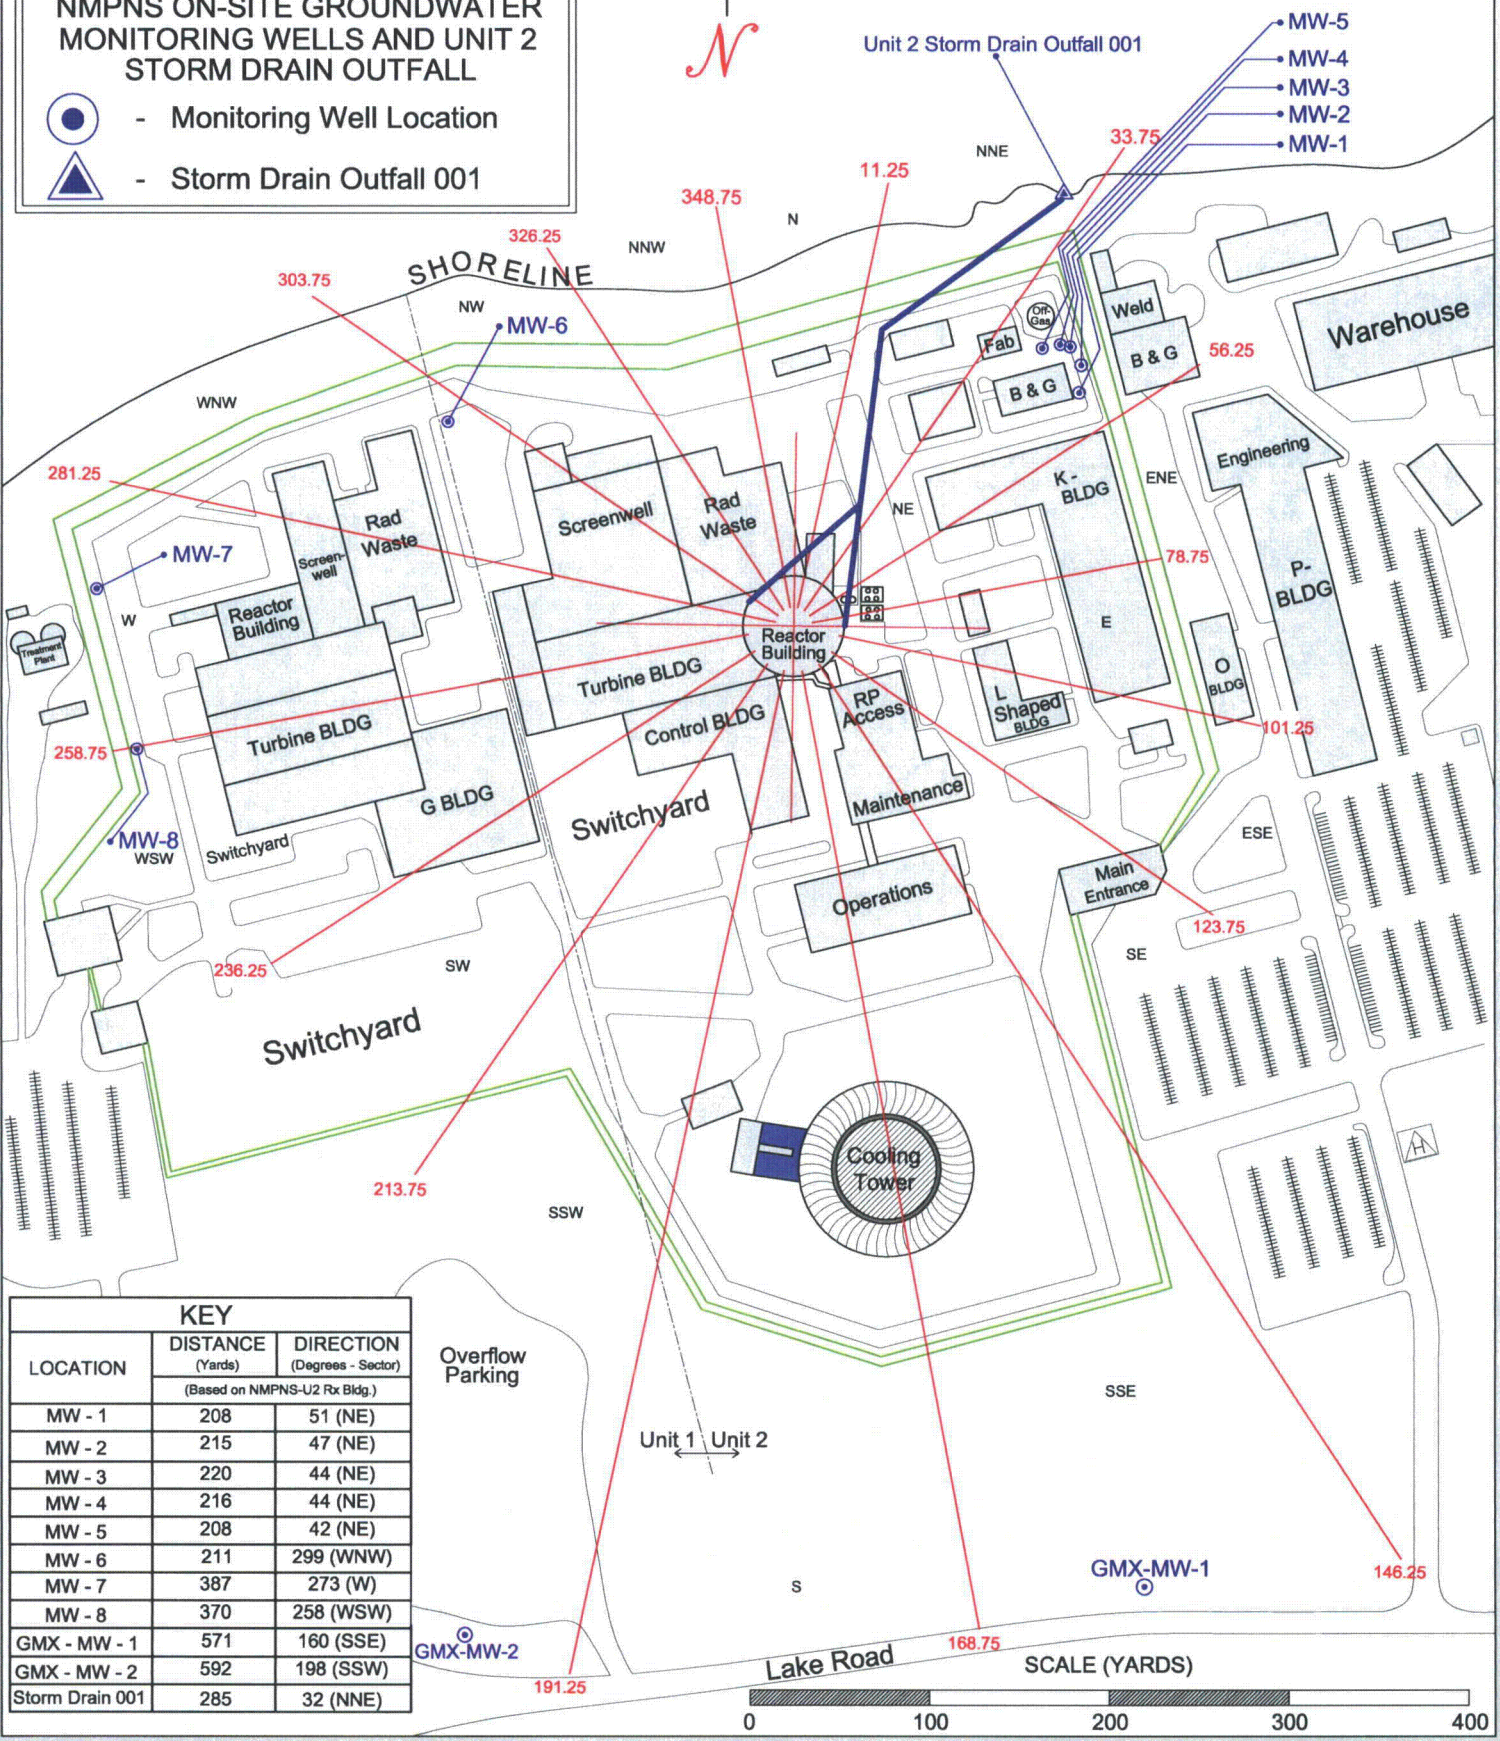 NMPNS ON-SITE GROUNDWATER
MONITORING WELLS AND UNIT 2
STORM DRAIN OUTFALL
- Monitoring Well Location
- Storm Drain Outfall 001
N
Unit 2 Storm Drain Outfall 001
MW-5
MW-4
MW-3
MW-2
MW-1
33.75
NNE
11.25
348.75
N
326.25
NNW
303.75
SHORELINE
NW
MW-6
WNW
281.25
MW-7
W
Off-
Gas
Fab
B & G
Weld
B & G
56.25
Warehouse
Engineering
ENE
K -
BLDG
NE
78.75
P-
BLDG
E
O
BLDG
101.25
L
Shaped
BLDG
Rad
Waste
Screen-
well
Reactor
Building
Treatment
Plant
Turbine BLDG
G BLDG
Switchyard
258.75
MW-8
WSW
Screenwell
Rad
Waste
Reactor
Building
Turbine BLDG
Control BLDG
RP
Access
Maintenance
Switchyard
Operations
Main
Entrance
ESE
123.75
SE
236.25
SW
Switchyard
213.75
SSW
Cooling
Tower
H
Overflow
Parking
Unit 1 Unit 2
SSE
S
GMX-MW-1
146.25
GMX-MW-2
168.75
191.25
Lake Road
SCALE (YARDS)
0 100 200 300 400
KEY
LOCATION DISTANCE (Yards) DIRECTION (Degrees - Sector)
(Based on NMPNS-U2 Rx Bldg.)
MW - 1 208 51 (NE)
MW - 2 215 47 (NE)
MW - 3 220 44 (NE)
MW - 4 216 44 (NE)
MW - 5 208 42 (NE)
MW - 6 211 299 (WNW)
MW - 7 387 273 (W)
MW - 8 370 258 (WSW)
GMX - MW - 1 571 160 (SSE)
GMX - MW - 2 592 198 (SSW)
Storm Drain 001 285 32 (NNE)